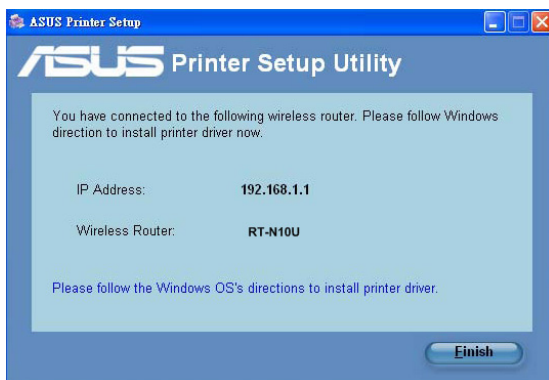 ASUS Printer Setup
ASUS Printer Setup Utility
You have connected to the following wireless router. Please follow Windows
direction to install printer driver now.
IP Address: 192.168.1.1
Wireless Router: RT-N10U
Please follow the Windows OS's directions to install printer driver.
Finish